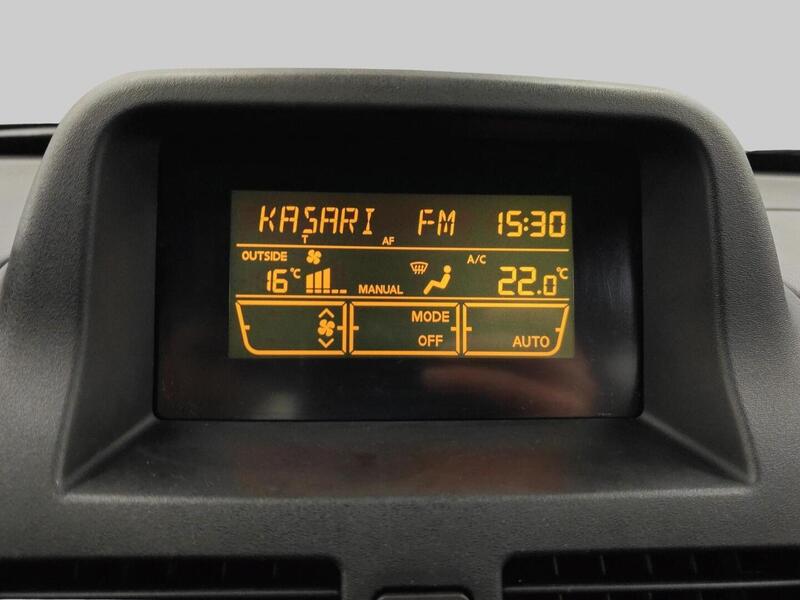 KASARI FM 15:30
T AF
OUTSIDE A/C
16°C MANUAL 22.0°C
MODE
OFF AUTO